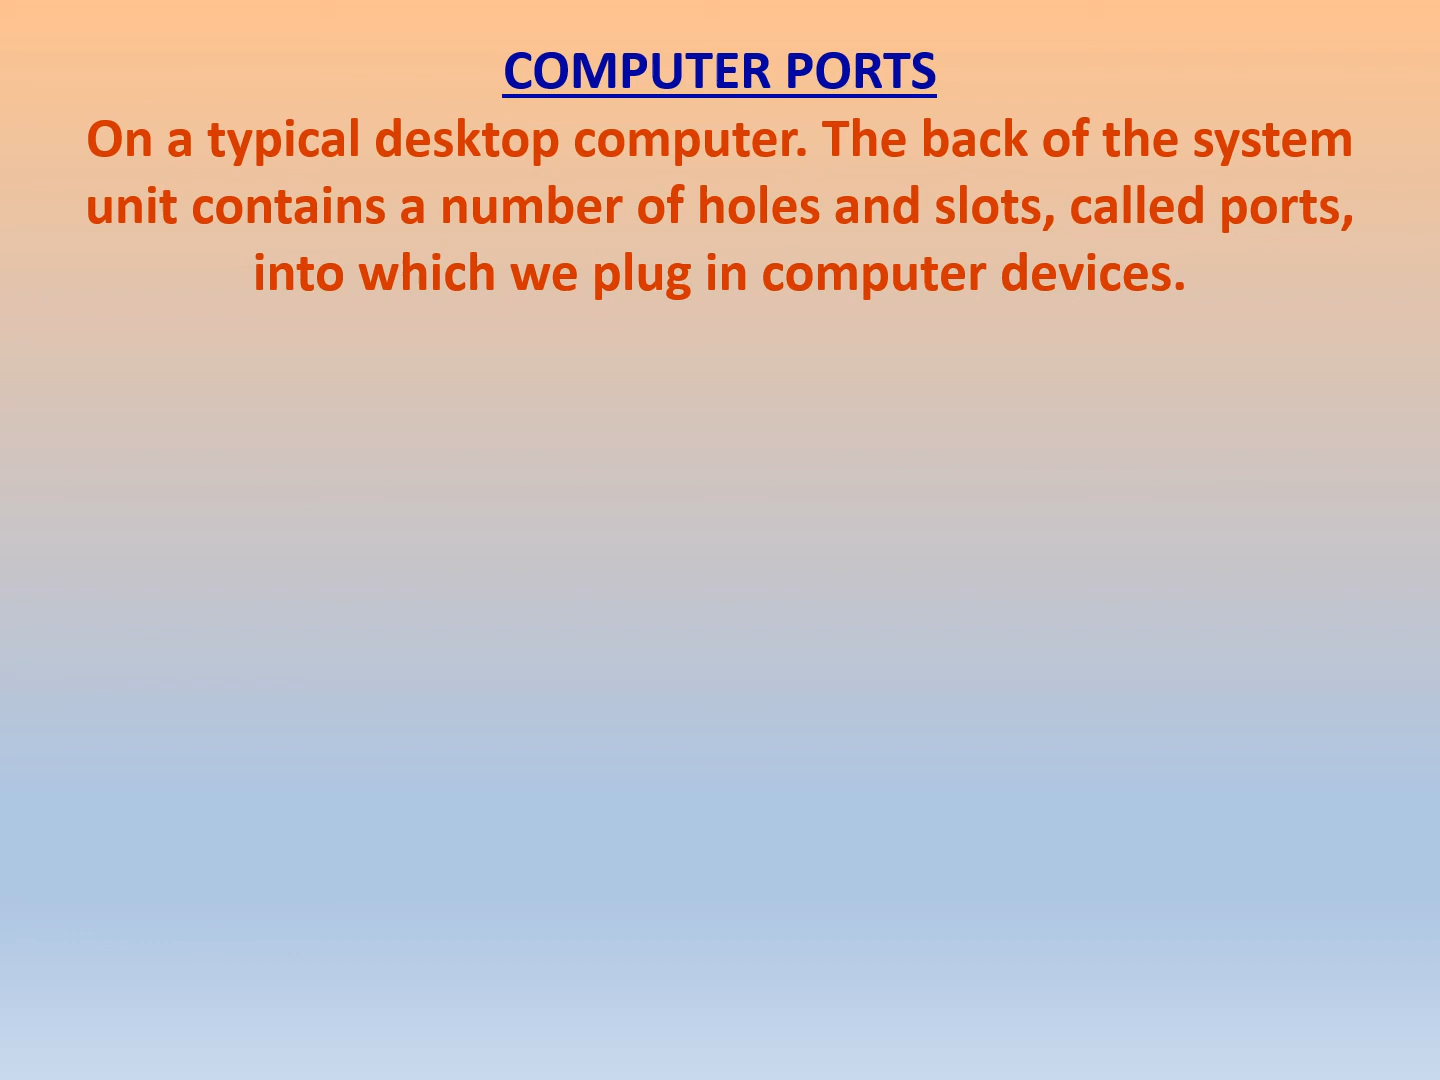 COMPUTER PORTS
On a typical desktop computer. The back of the system
unit contains a number of holes and slots, called ports,
into which we plug in computer devices.